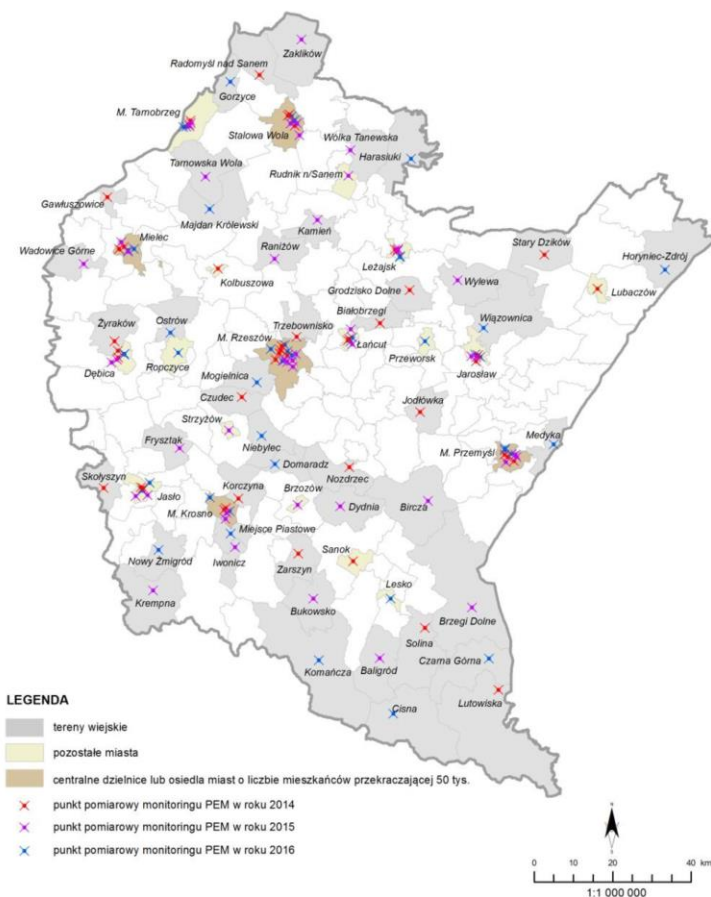 Zaklików
Radomyśl nad Sanem
Gorzyce
M. Tarnobrzeg
Stalowa Wola
Wólka Tanewska
Harasiuki
Tarnowska Wola
Rudnik n/Sanem
Gawłuszowice
Majdan Królewski
Kamień
Mielec
Stary Dzików
Wadowice Górne
Raniżów
Leżajsk
Horyniec-Zdrój
Kolbuszowa
Wylewa
Grodzisko Dolne
Lubaczów
Białobrzegi
Żyraków
Ostrów
Trzebownisko
Wiązownica
M. Rzeszów
Łańcut
Dębica
Ropczyce
Przeworsk
Jarosław
Mogielnica
Czudec
Jodłówka
Strzyżów
Medyka
Frysztak
Niebylec
M. Przemyśl
Domaradz
Skołyszyn
Nozdrzec
Korczyna
Jasło
Brzozów
Bircza
M. Krosno
Dydnia
Miejsce Piastowe
Nowy Żmigród
Iwonicz
Zarszyn
Sanok
Krempna
Lesko
Bukowsko
Brzegi Dolne
Solina
Komańcza
Baligród
Czarna Górna
Lutowiska
Cisna
LEGENDA
tereny wiejskie
pozostałe miasta
centralne dzielnice lub osiedla miast o liczbie mieszkańców przekraczającej 50 tys.
punkt pomiarowy monitoringu PEM w roku 2014
punkt pomiarowy monitoringu PEM w roku 2015
punkt pomiarowy monitoringu PEM w roku 2016
0 10 20 40 km
1:1 000 000